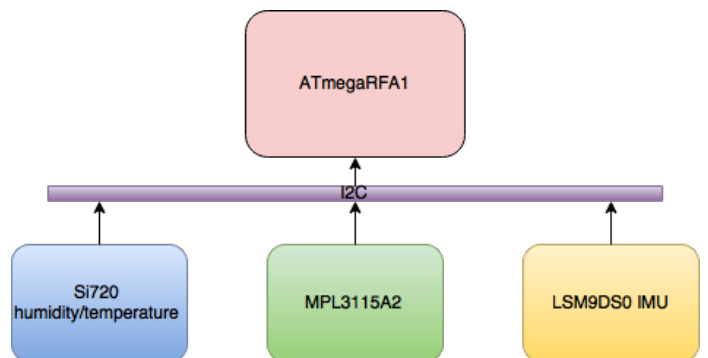 ATmegaRFA1
I2C
Si720
humidity/temperature
MPL3115A2
LSM9DS0 IMU